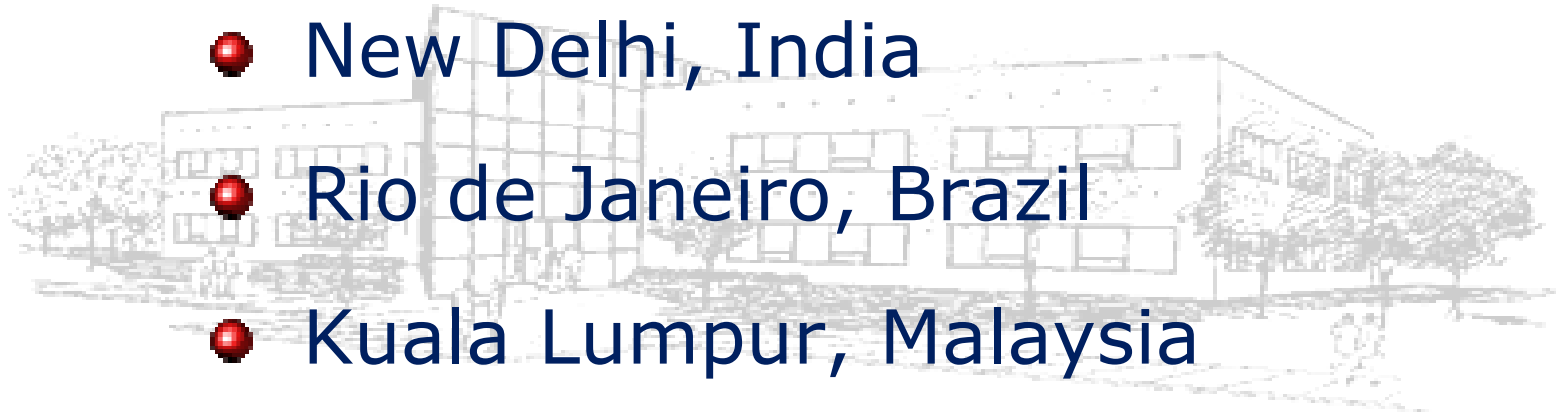 New Delhi, India
Rio de Janeiro, Brazil
Kuala Lumpur, Malaysia